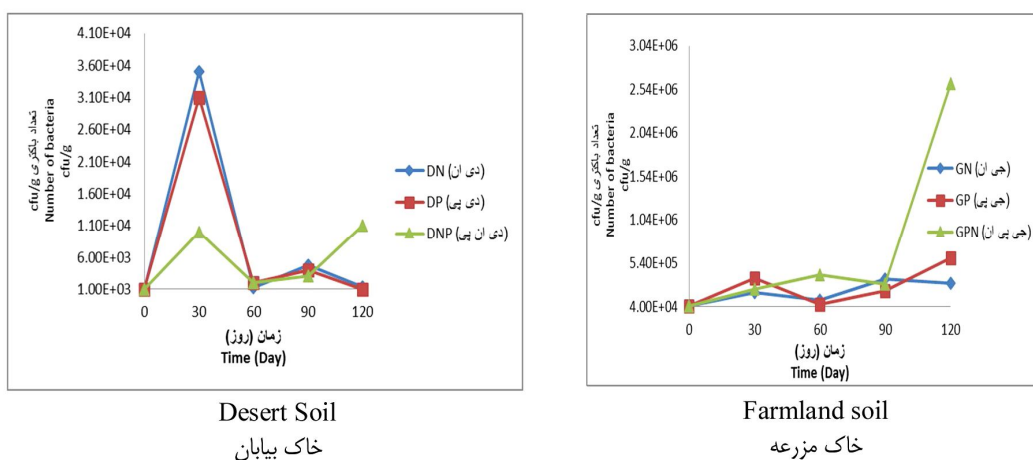 4.10E+04
3.60E+04
3.10E+04
2.60E+04
2.10E+04
1.60E+04
1.10E+04
6.00E+03
1.00E+03
تعداد باکتری cfu/g
Number of bacteria
cfu/g
0 30 60 90 120
زمان (روز)
Time (Day)
DN (دی ان)
DP (دی پی)
DNP (دی ان پی)
Desert Soil
خاک بیابان
3.04E+06
2.54E+06
2.04E+06
1.54E+06
1.04E+06
5.40E+05
4.00E+04
تعداد باکتری cfu/g
Number of bacteria
cfu/g
0 30 60 90 120
زمان (روز)
Time (Day)
GN (جی ان)
GP (جی پی)
GPN (جی پی ان)
Farmland soil
خاک مزرعه